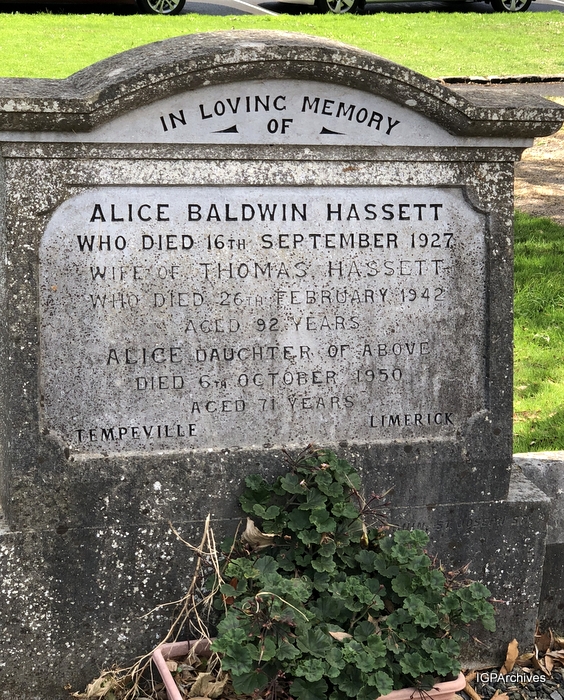 IN LOVING MEMORY
OF
ALICE BALDWIN HASSETT
WHO DIED 16TH SEPTEMBER 1927
WIFE OF THOMAS HASSETT
WHO DIED 26TH FEBRUARY 1942
AGED 92 YEARS
ALICE DAUGHTER OF ABOVE
DIED 6TH OCTOBER 1950
AGED 71 YEARS
TEMPEVILLE LIMERICK
IGPArchives